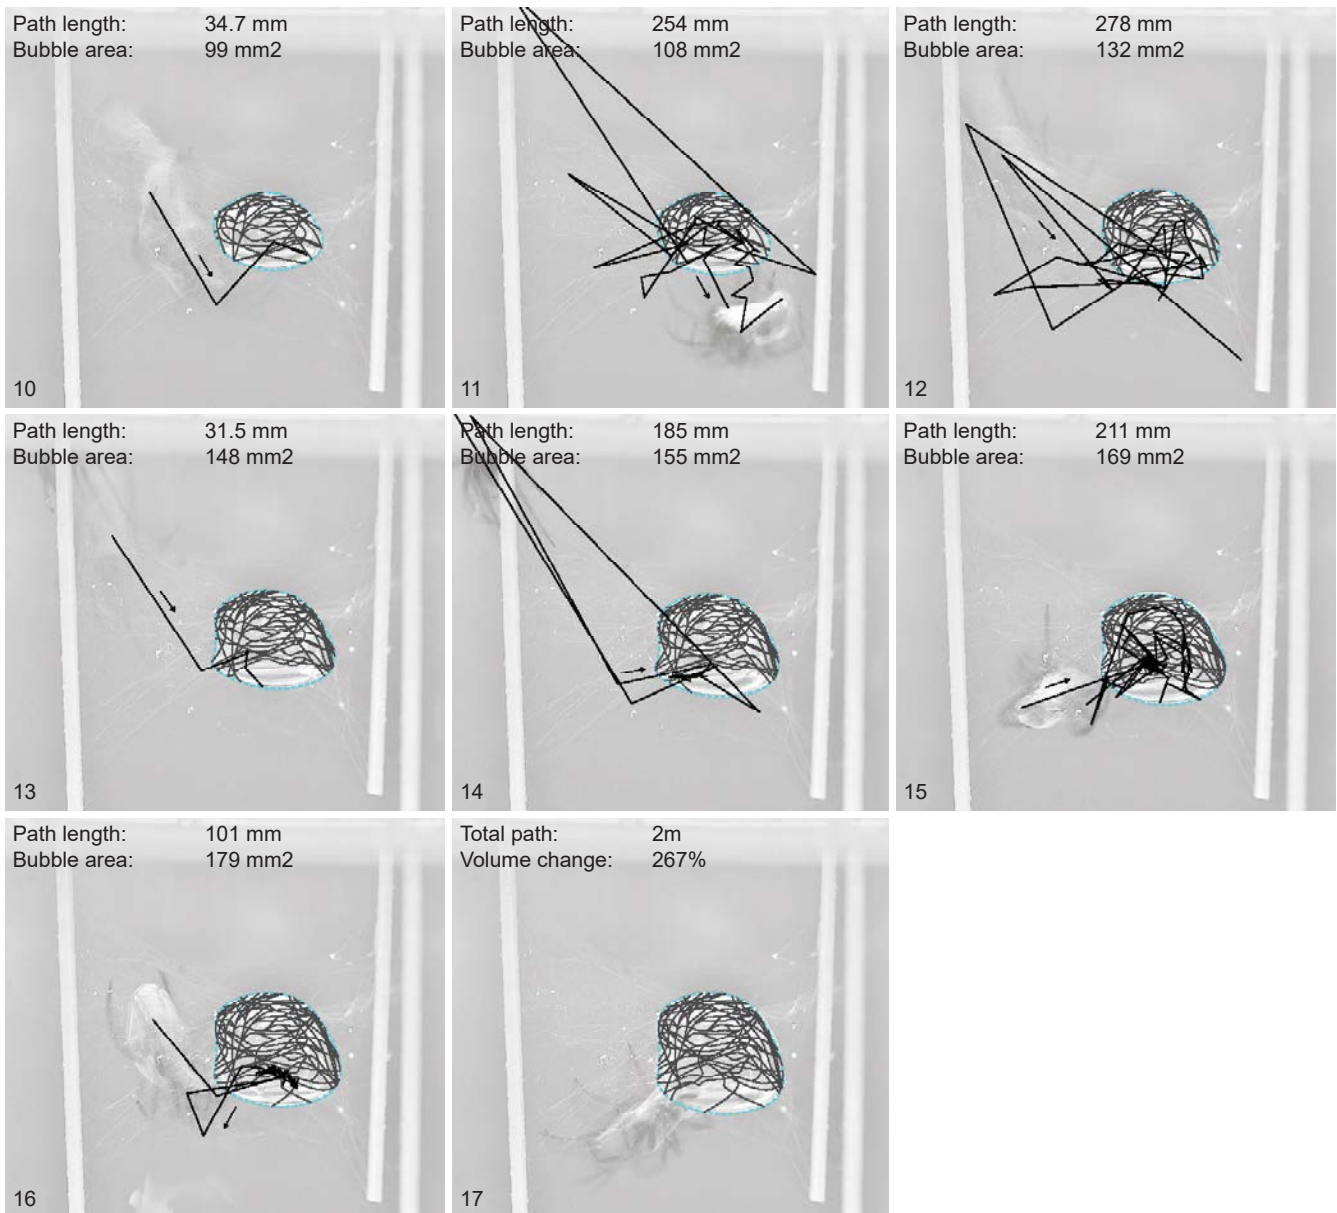 Path length: 34.7 mm
Bubble area: 99 mm2
10
Path length: 254 mm
Bubble area: 108 mm2
11
Path length: 278 mm
Bubble area: 132 mm2
12
Path length: 31.5 mm
Bubble area: 148 mm2
13
Path length: 185 mm
Bubble area: 155 mm2
14
Path length: 211 mm
Bubble area: 169 mm2
15
Path length: 101 mm
Bubble area: 179 mm2
16
Total path: 2m
Volume change: 267%
17